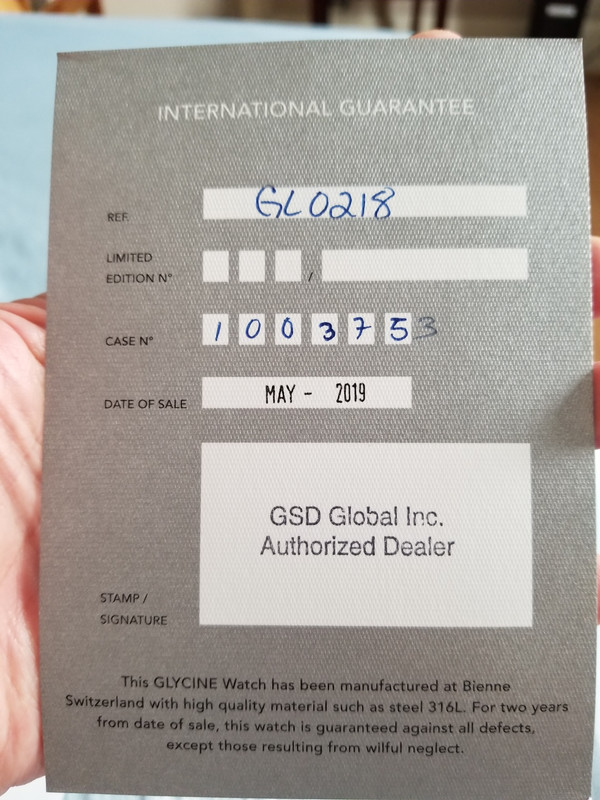 INTERNATIONAL GUARANTEE
REF. GL0218
LIMITED
EDITION N° /
CASE N° 1003753
DATE OF SALE MAY - 2019
GSD Global Inc.
Authorized Dealer
STAMP /
SIGNATURE
This GLYCINE Watch has been manufactured at Bienne
Switzerland with high quality material such as steel 316L. For two years
from date of sale, this watch is guaranteed against all defects,
except those resulting from wilful neglect.